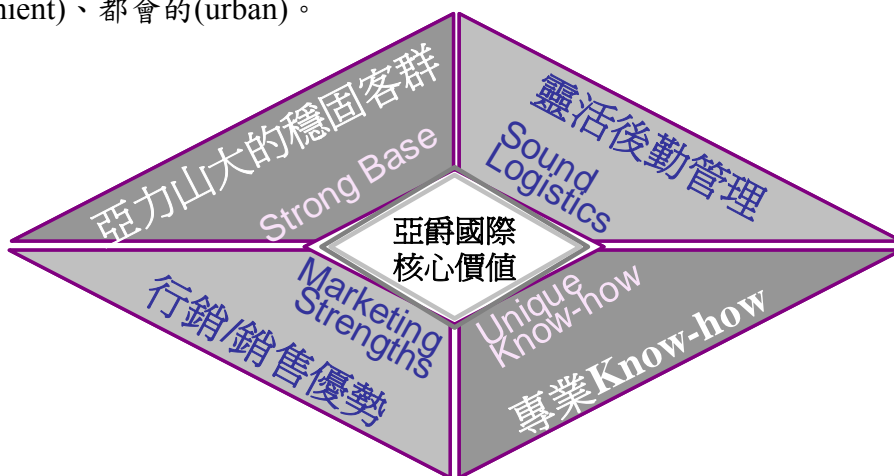 nient)、都會的(urban)。
亞力山大的穩固客群
Strong Base
靈活後勤管理
Sound
Logistics
亞爵國際
核心價值
Marketing
Strengths
行銷/銷售優勢
Unique
Know-how
專業Know-how